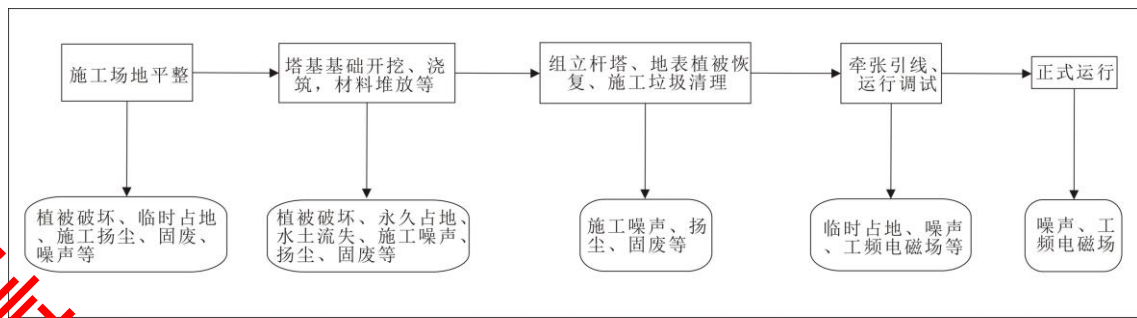 施工场地平整
塔基基础开挖、浇
筑，材料堆放等
组立杆塔、地表植被恢
复、施工垃圾清理
牵张引线、
运行调试
正式运行
植被破坏、临时占地
、施工扬尘、固废、
噪声等
植被破坏、永久占地、
水土流失、施工噪声、
扬尘、固废等
施工噪声、扬
尘、固废等
临时占地、噪声
、工频电磁场等
噪声、工
频电磁场